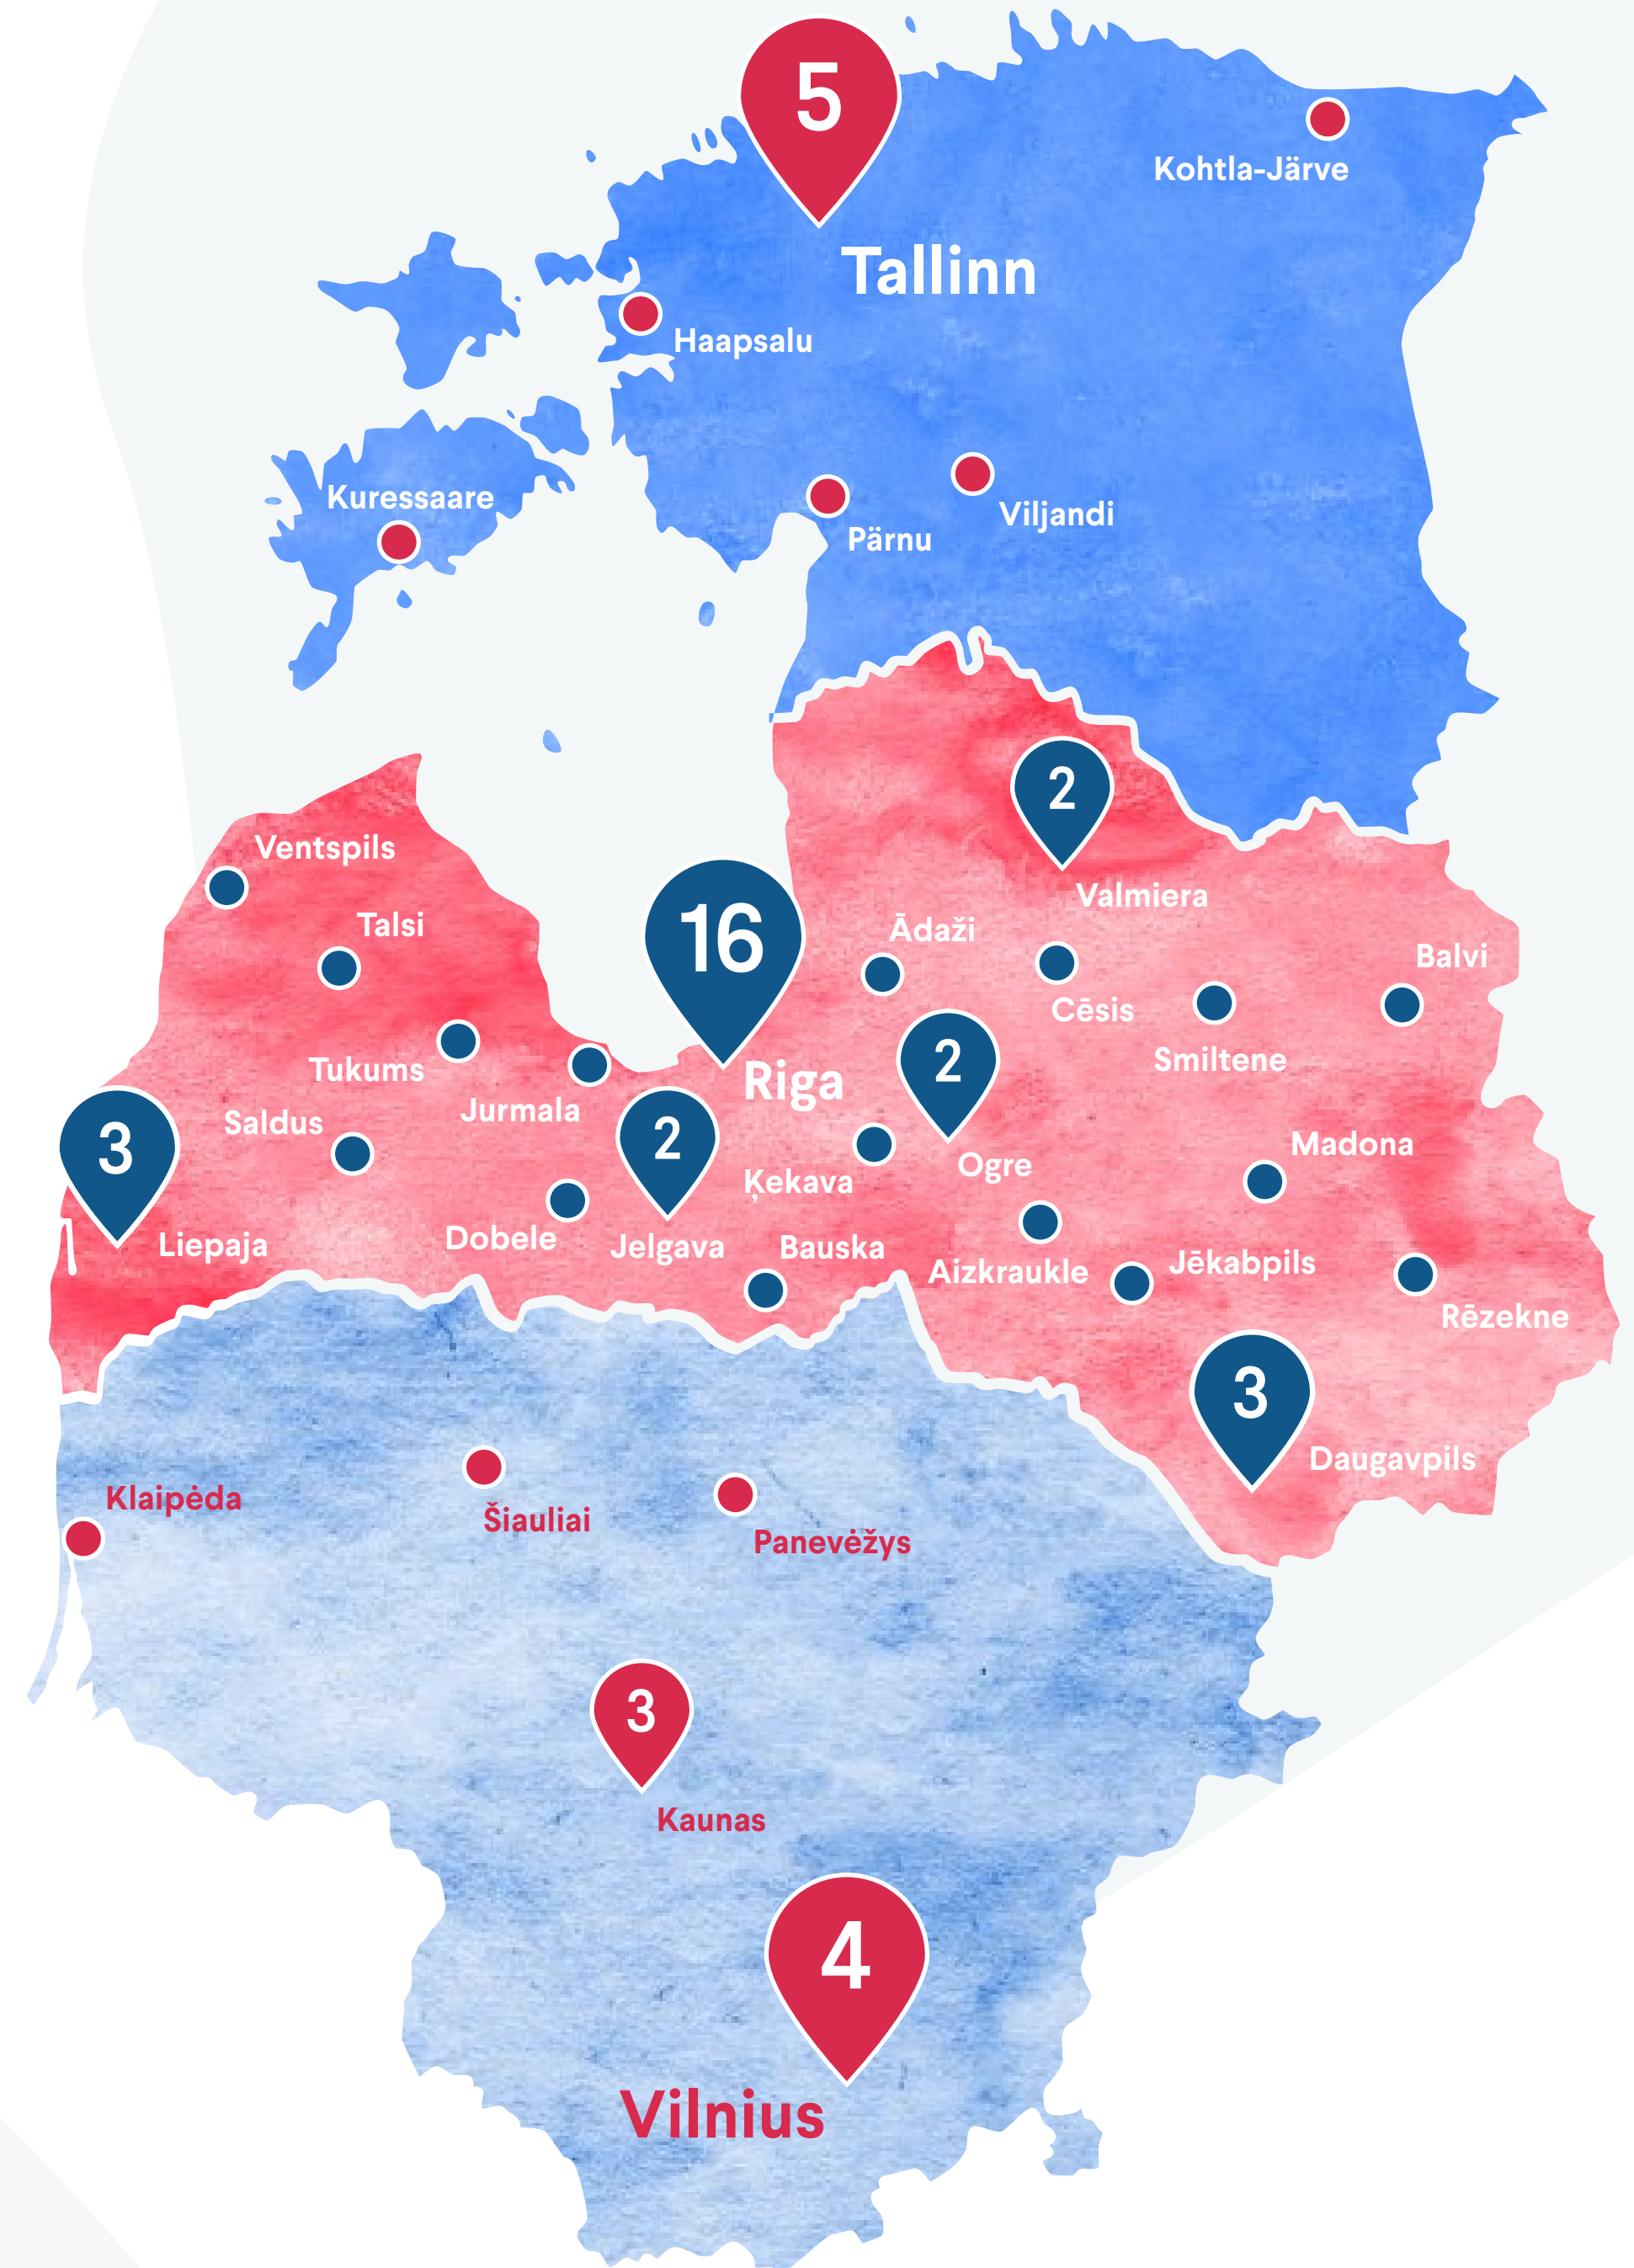 5
Kohtla-Järve
Tallinn
Haapsalu
Kuressaare
Viljandi
Pärnu
2
Valmiera
Ventspils
Talsi
16
Ādaži
Balvi
Cēsis
Smiltene
Tukums
Riga
2
Jurmala
Saldus
3
2
Ķekava
Ogre
Madona
Liepaja
Dobele
Jelgava
Bauska
Aizkraukle
Jēkabpils
Rēzekne
3
Daugavpils
Klaipėda
Šiauliai
Panevėžys
3
Kaunas
4
Vilnius